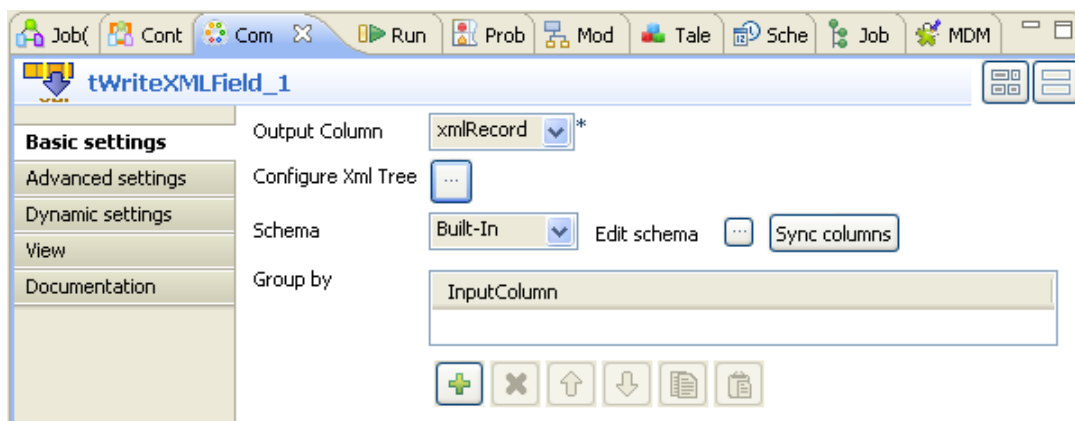 Job( Cont Com Run Prob Mod Tale Sche Job MDM
tWriteXMLField_1
Basic settings
Advanced settings
Dynamic settings
View
Documentation
Output Column xmlRecord *
Configure Xml Tree ...
Schema Built-In Edit schema ... Sync columns
Group by
InputColumn